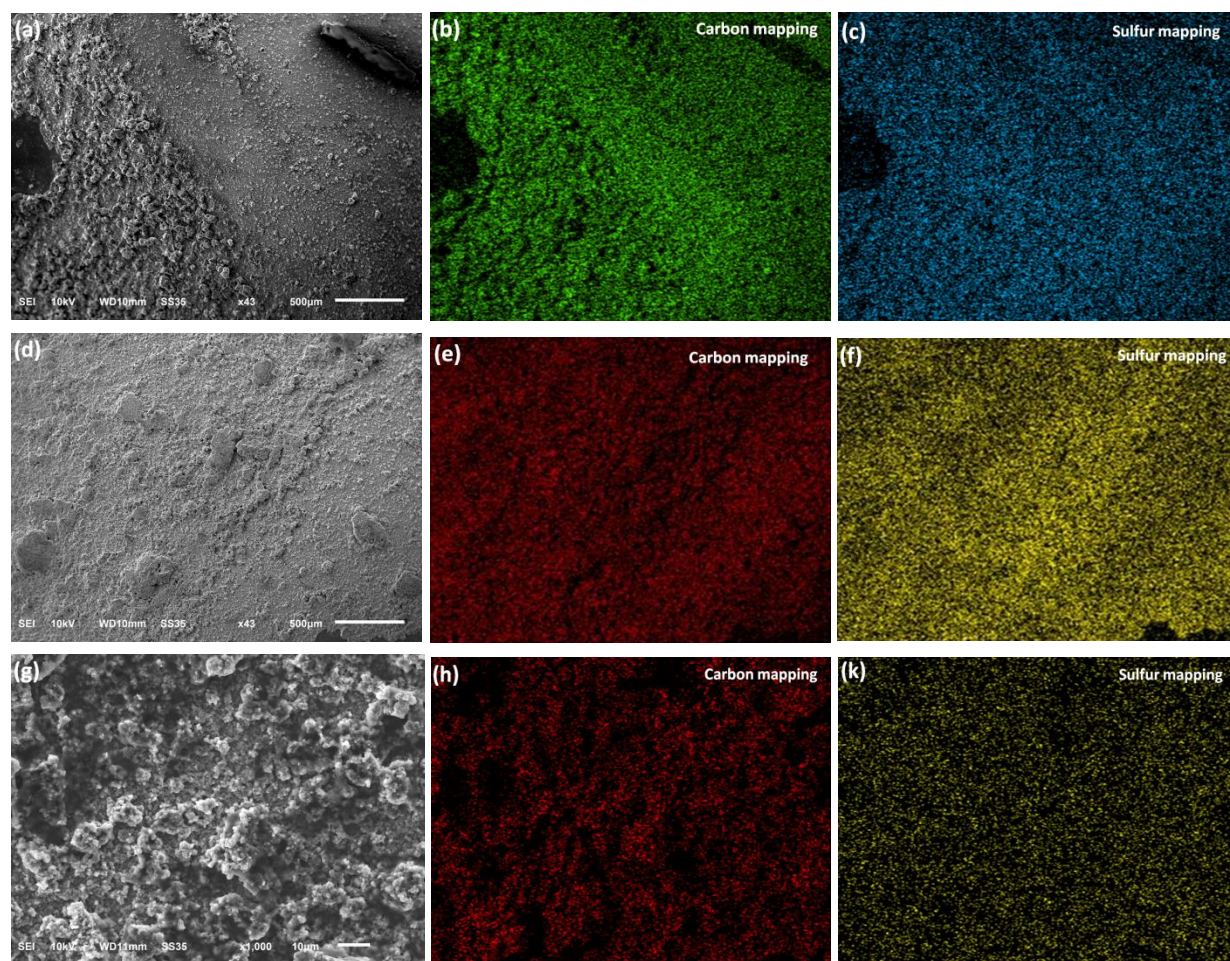 (a)
(b) Carbon mapping
(c) Sulfur mapping
SEI 10kV WD10mm SS35 x43 500µm
(d)
(e) Carbon mapping
(f) Sulfur mapping
SEI 10kV WD10mm SS35 x43 500µm
(g)
(h) Carbon mapping
(k) Sulfur mapping
SEI 10kV WD11mm SS35 x1,000 10µm